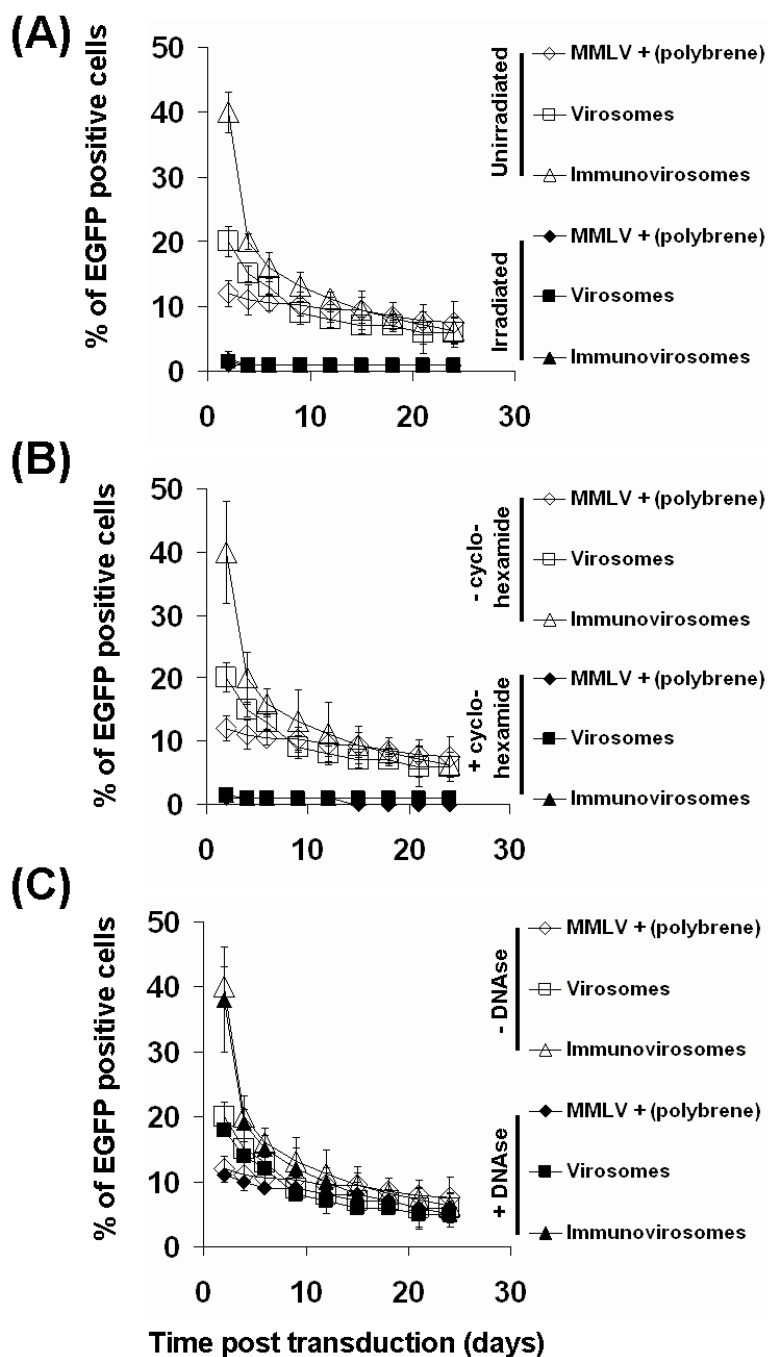 (A)
50
40
30
20
10
0
% of EGFP positive cells
0 10 20 30
Unirradiated
MMLV + (polybrene)
Virosomes
Immunovirosomes
Irradiated
MMLV + (polybrene)
Virosomes
Immunovirosomes
(B)
50
40
30
20
10
0
% of EGFP positive cells
0 10 20 30
- cyclo-
hexamide
MMLV + (polybrene)
Virosomes
Immunovirosomes
+ cyclo-
hexamide
MMLV + (polybrene)
Virosomes
Immunovirosomes
(C)
50
40
30
20
10
0
% of EGFP positive cells
0 10 20 30
- DNAse
MMLV + (polybrene)
Virosomes
Immunovirosomes
+ DNAse
MMLV + (polybrene)
Virosomes
Immunovirosomes
Time post transduction (days)